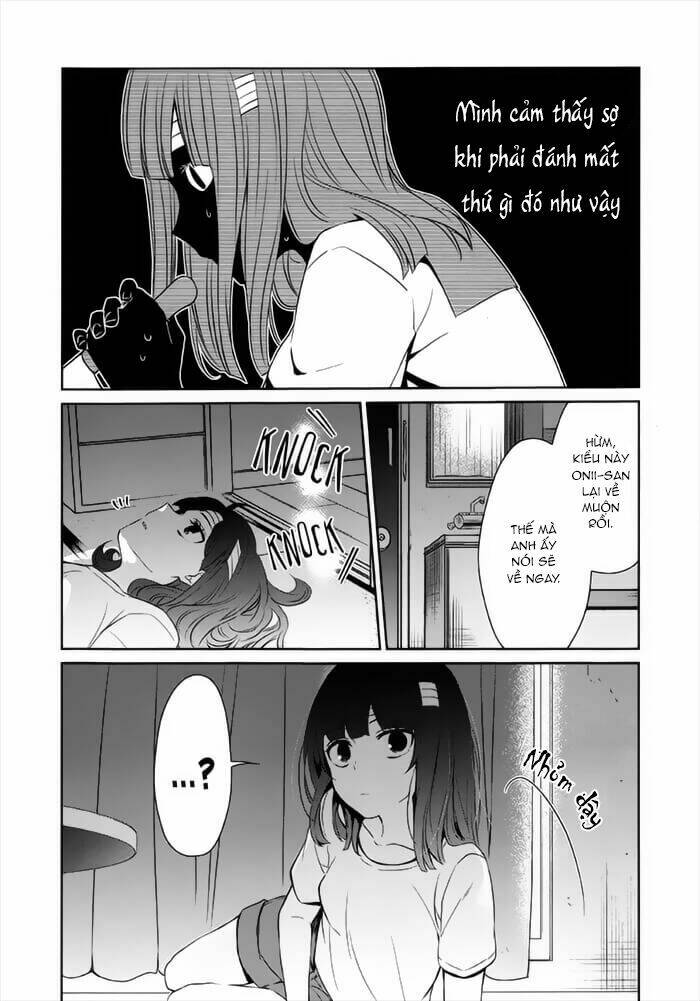 Mình cảm thấy sợ
khi phải đánh mất
thứ gì đó như vậy
HỪM,
KIỂU NÀY
ONII-SAN
LẠI VỀ
MUỘN
RỒI.
THẾ MÀ
ANH ẤY
NÓI SẼ
VỀ NGAY.
KNOCK
KNOCK
...?
Nhỏm dậy